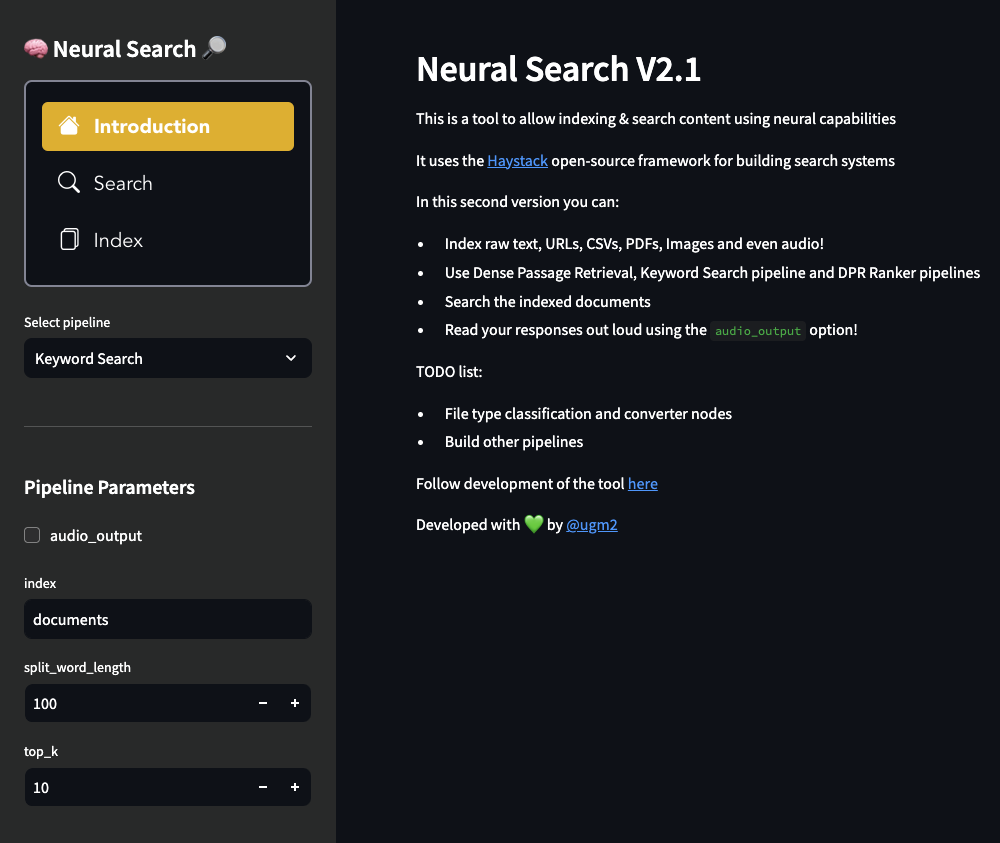 🧠 Neural Search 🔎
Introduction
Search
Index
Select pipeline
Keyword Search
Pipeline Parameters
audio_output
index
documents
split_word_length
100
top_k
10
Neural Search V2.1
This is a tool to allow indexing & search content using neural capabilities
It uses the Haystack open-source framework for building search systems
In this second version you can:
• Index raw text, URLs, CSVs, PDFs, Images and even audio!
• Use Dense Passage Retrieval, Keyword Search pipeline and DPR Ranker pipelines
• Search the indexed documents
• Read your responses out loud using the audio_output option!
TODO list:
• File type classification and converter nodes
• Build other pipelines
Follow development of the tool here
Developed with 💚 by @ugm2